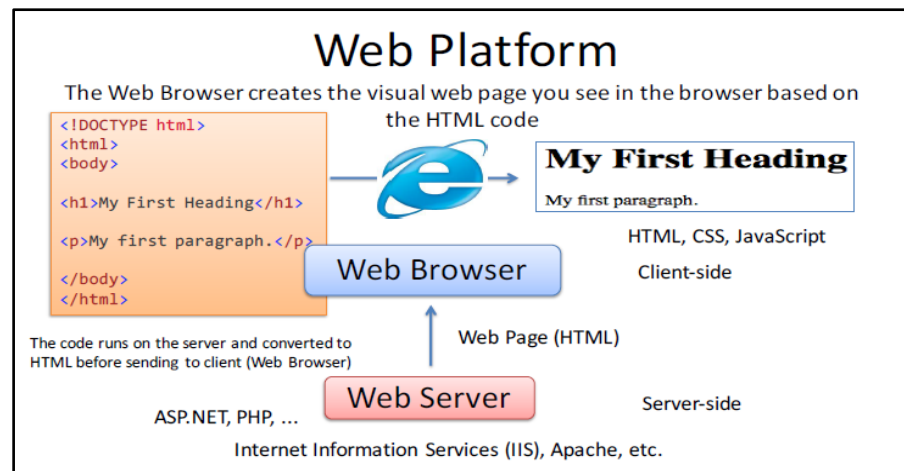 Web Platform
The Web Browser creates the visual web page you see in the browser based on
the HTML code
<!DOCTYPE html>
<html>
<body>
<h1>My First Heading</h1>
<p>My first paragraph.</p>
</body>
</html>
My First Heading
My first paragraph.
HTML, CSS, JavaScript
Web Browser
Client-side
Web Page (HTML)
The code runs on the server and converted to
HTML before sending to client (Web Browser)
Web Server
Server-side
ASP.NET, PHP, ...
Internet Information Services (IIS), Apache, etc.